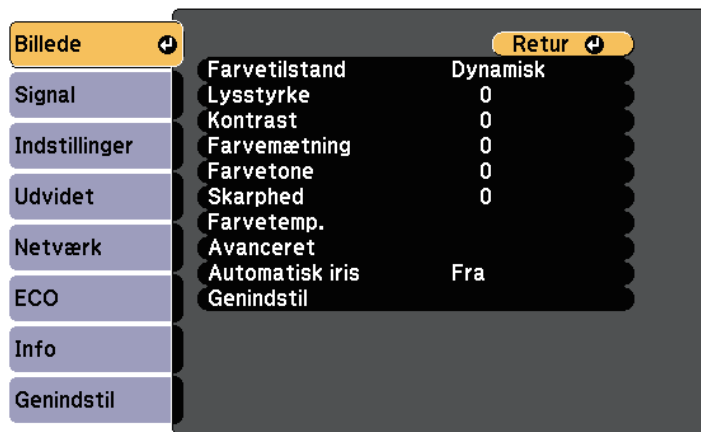 Billede
Signal
Indstillinger
Udvidet
Netværk
ECO
Info
Genindstil
Retur
Farvetilstand Dynamisk
Lysstyrke 0
Kontrast 0
Farvemætning 0
Farvetone 0
Skarphed 0
Farvetemp.
Avanceret
Automatisk iris Fra
Genindstil